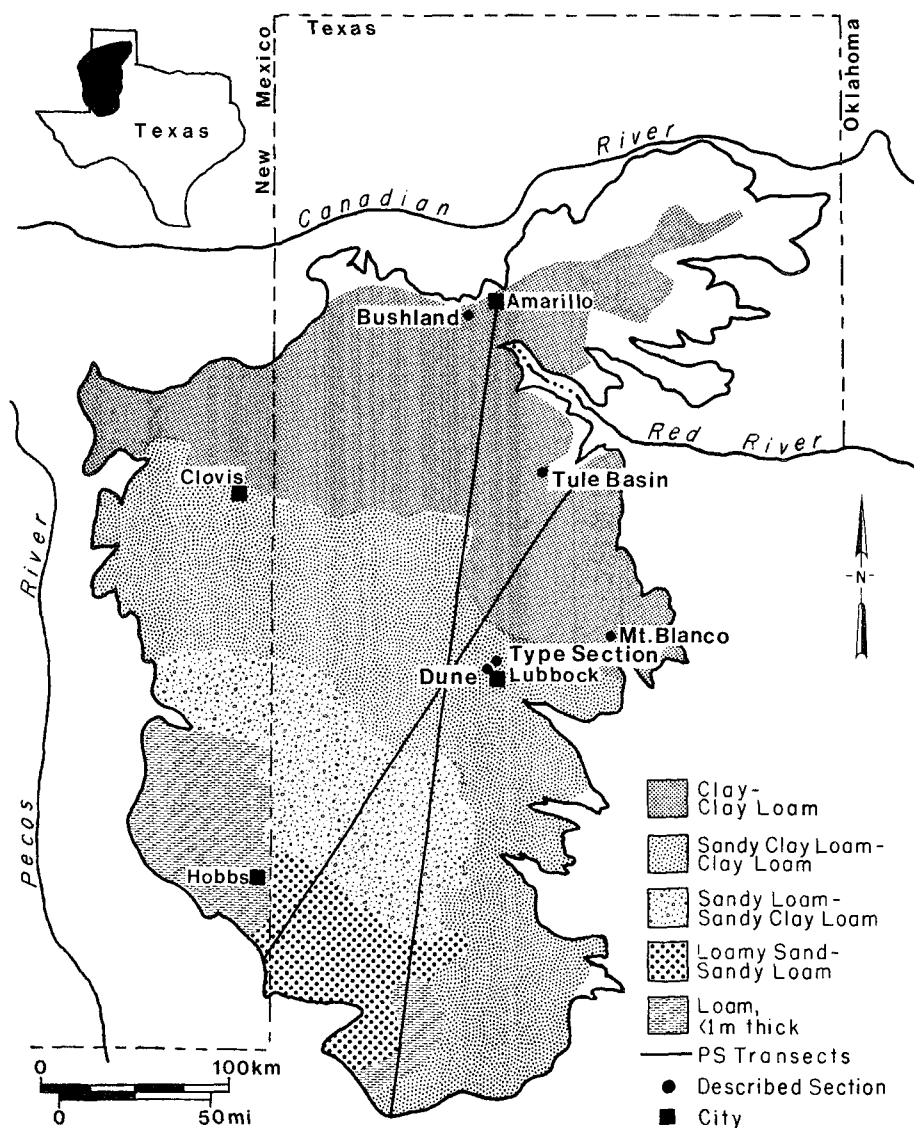 Texas
New Mexico
Texas
Oklahoma
Canadian River
Bushland
Amarillo
Red River
Clovis
Tule Basin
Pecos River
-N-
Mt. Blanco
Type Section
Dune
Lubbock
Hobbs
Clay-
Clay Loam
Sandy Clay Loam-
Clay Loam
Sandy Loam-
Sandy Clay Loam
Loamy Sand-
Sandy Loam
Loam,
<1m thick
PS Transects
Described Section
City
0 100km
0 50mi